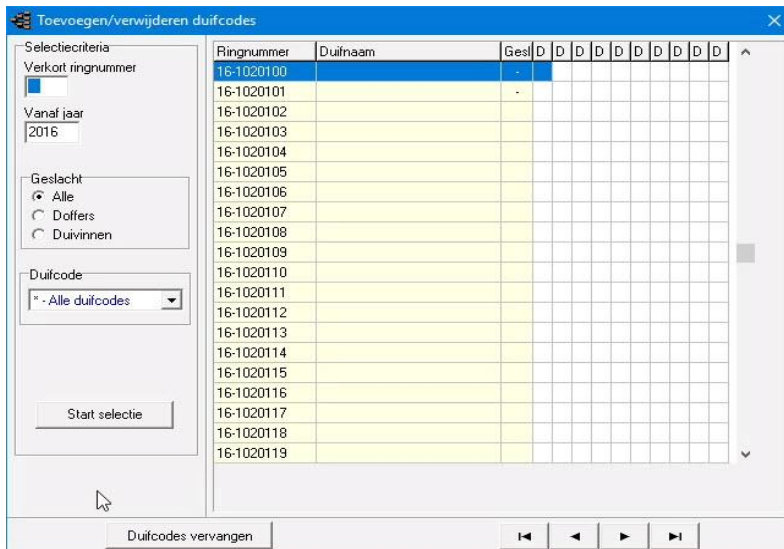 Toevoegen/verwijderen duifcodes
Selectiecriteria
Verkort ringnummer
Vanaf jaar
2016
Geslacht
Alle
Doffers
Duivinnen
Duifcode
* - Alle duifcodes
Start selectie
Ringnummer Duifnaam Gesl D D D D D D D D D D
16-1020100 -
16-1020101 -
16-1020102
16-1020103
16-1020104
16-1020105
16-1020106
16-1020107
16-1020108
16-1020109
16-1020110
16-1020111
16-1020112
16-1020113
16-1020114
16-1020115
16-1020116
16-1020117
16-1020118
16-1020119
Duifcodes vervangen